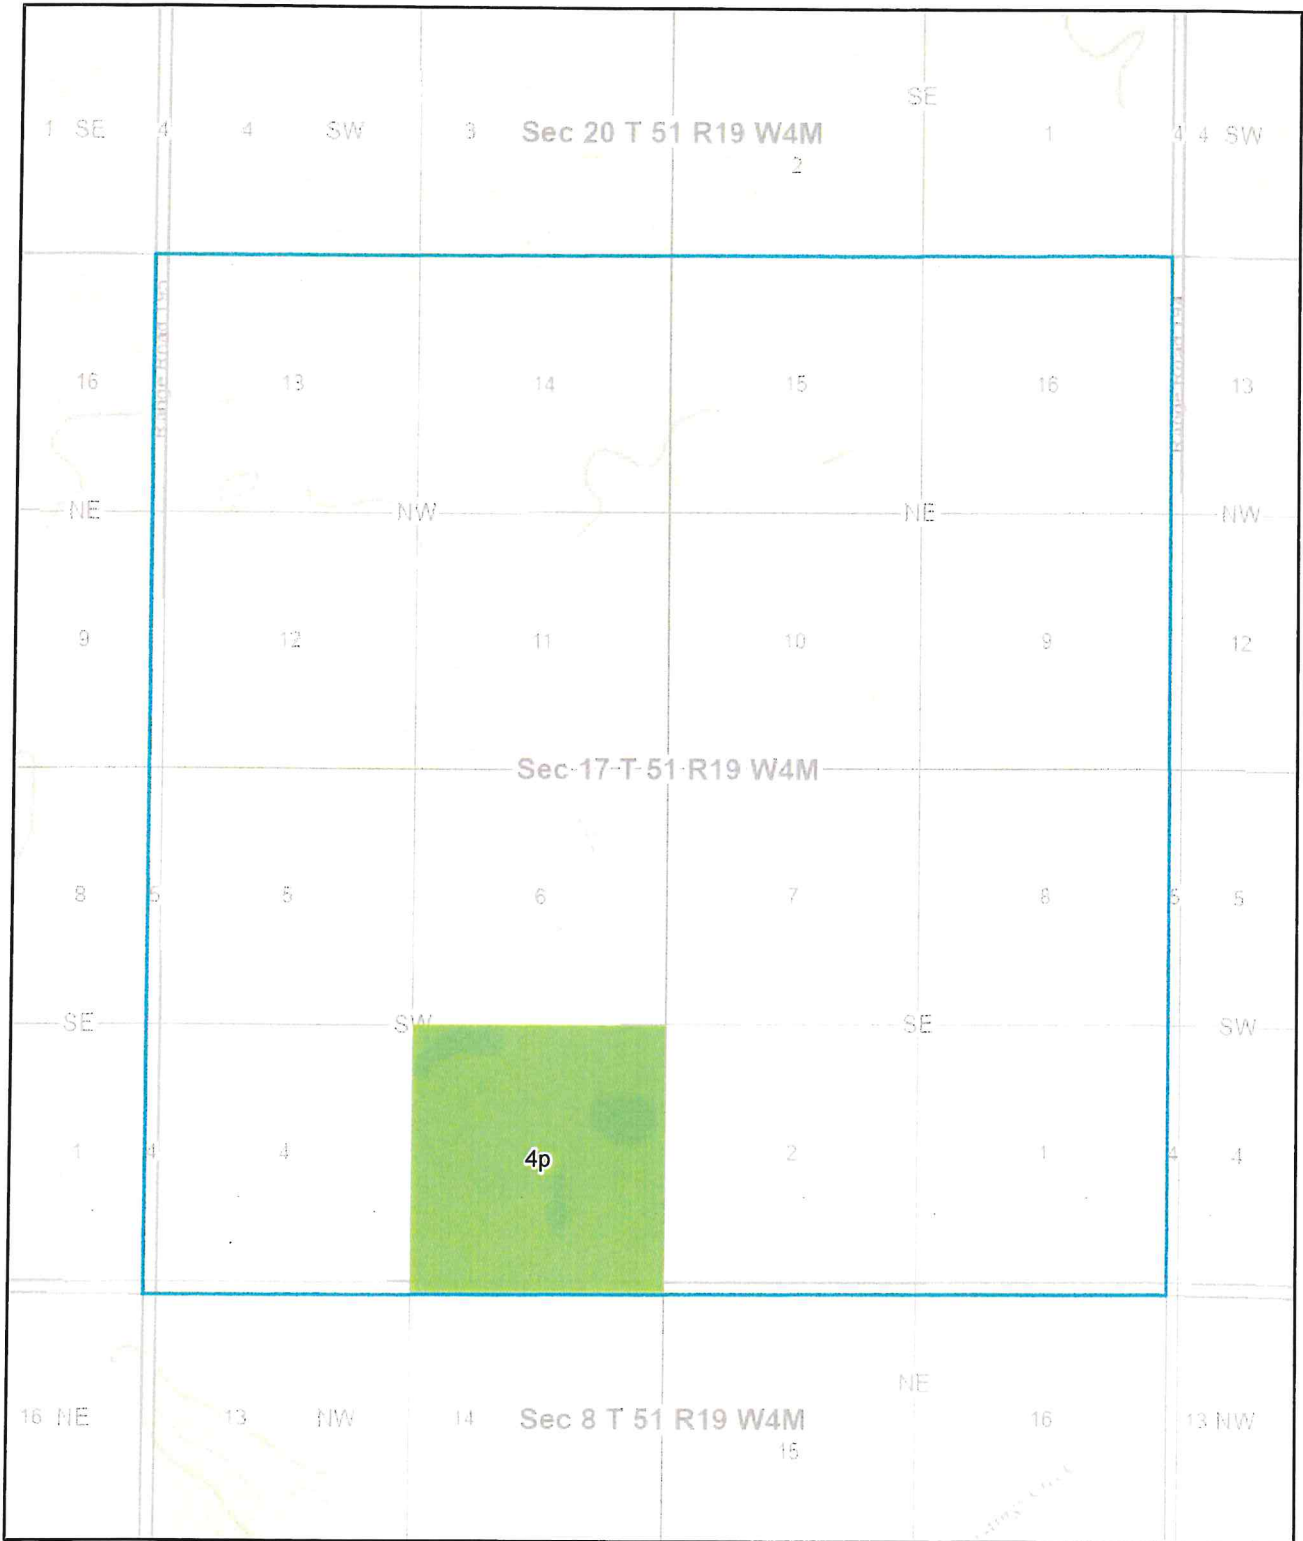 SE
1 SE 4 4 SW 3 Sec 20 T 51 R19 W4M 1 4 4 SW
2
Range Road 194
16 13 14 15 16 13
NE NW NE NW
9 12 11 10 9 12
Sec 17 T 51 R19 W4M
8 5 5 6 7 8 5 5
SE SW SE SW
1 4 4 4p 2 1 4 4
NE
16 NE 13 NW 14 Sec 8 T 51 R19 W4M 16 13 NW
15